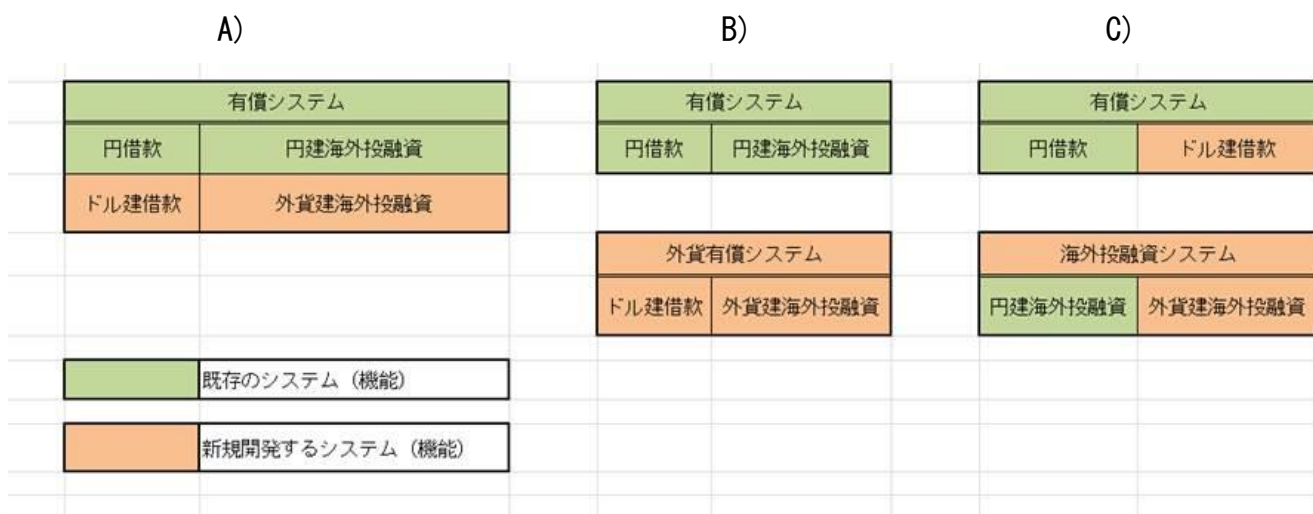 A) B) C)
有償システム 有償システム 有償システム
円借款 円建海外投融資 円借款 円建海外投融資 円借款 ドル建借款
ドル建借款 外貨建海外投融資
外貨有償システム 海外投融資システム
ドル建借款 外貨建海外投融資 円建海外投融資 外貨建海外投融資
既存のシステム（機能）
新規開発するシステム（機能）